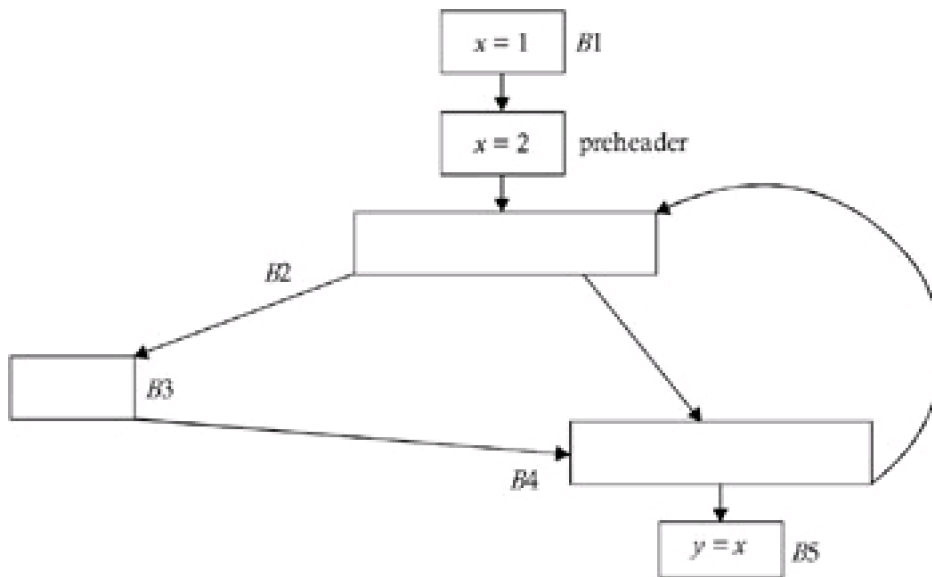 x = 1 B1
x = 2 preheader
B2
B3
B4
y = x B5